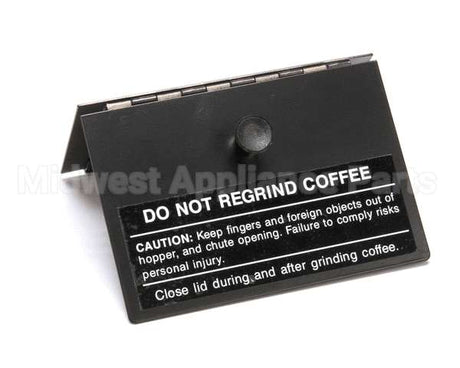 DO NOT REGRIND COFFEE
CAUTION: Keep fingers and foreign objects out of
hopper, and chute opening. Failure to comply risks
personal injury.
Close lid during and after grinding coffee.
Midwest Appliance Parts